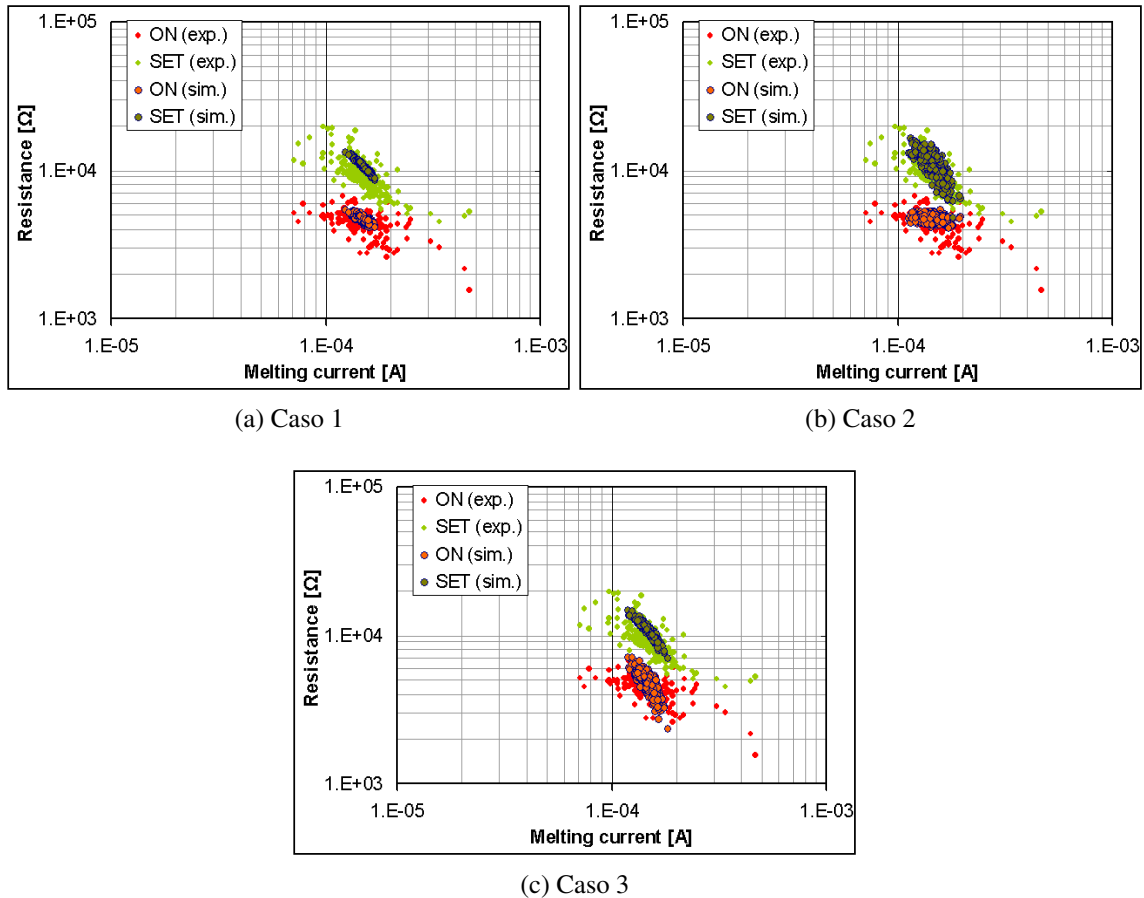 1.E+05
ON (exp.)
SET (exp.)
ON (sim.)
SET (sim.)
Resistance [Ω]
1.E+04
1.E+03
1.E-05
1.E-04
1.E-03
Melting current [A]
(a) Caso 1
1.E+05
ON (exp.)
SET (exp.)
ON (sim.)
SET (sim.)
Resistance [Ω]
1.E+04
1.E+03
1.E-05
1.E-04
1.E-03
Melting current [A]
(b) Caso 2
1.E+05
ON (exp.)
SET (exp.)
ON (sim.)
SET (sim.)
Resistance [Ω]
1.E+04
1.E+03
1.E-05
1.E-04
1.E-03
Melting current [A]
(c) Caso 3